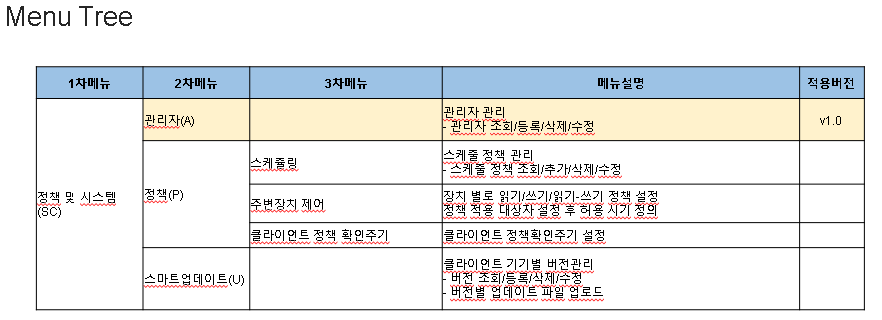 Menu Tree
1차메뉴 2차메뉴 3차메뉴 메뉴설명 적용버전
정책 및 시스템
(SC)
관리자(A)
관리자 관리
- 관리자 조회/등록/삭제/수정
v1.0
정책(P)
스케쥴링
스케줄 정책 관리
- 스케줄 정책 조회/추가/삭제/수정
주변장치 제어
장치 별로 읽기/쓰기/읽기-쓰기 정책 설정
정책 적용 대상자 설정 후 허용 시기 정의
클라이언트 정책 확인주기
클라이언트 정책확인주기 설정
스마트업데이트(U)
클라이언트 기기별 버전관리
- 버전 조회/등록/삭제/수정
- 버전별 업데이트 파일 업로드